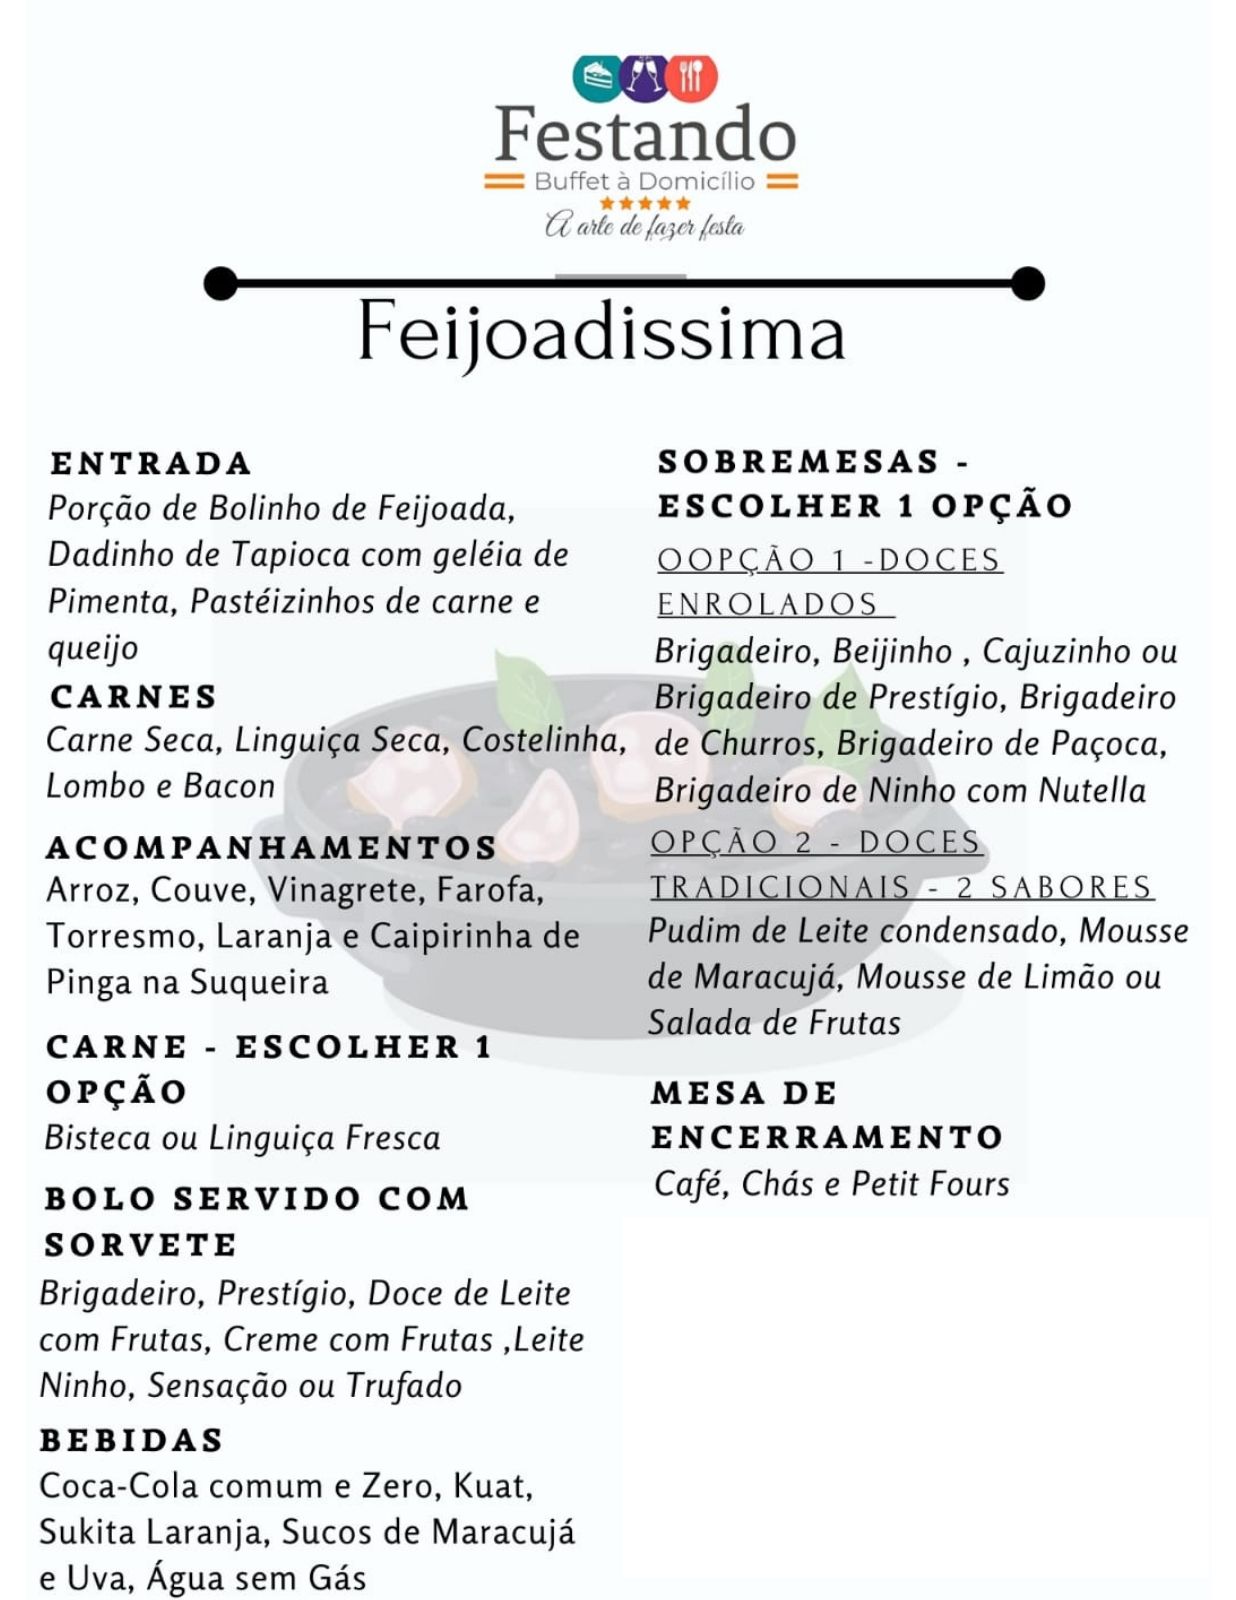 Festando
Buffet à Domicílio
A arte de fazer festa
Feijoadissima
ENTRADA
Porção de Bolinho de Feijoada,
Dadinho de Tapioca com geléia de
Pimenta, Pastéizinhos de carne e
queijo
CARNES
Carne Seca, Linguiça Seca, Costelinha,
Lombo e Bacon
ACOMPANHAMENTOS
Arroz, Couve, Vinagrete, Farofa,
Torresmo, Laranja e Caipirinha de
Pinga na Suqueira
CARNE - ESCOLHER 1
OPÇÃO
Bisteca ou Linguiça Fresca
BOLO SERVIDO COM
SORVETE
Brigadeiro, Prestígio, Doce de Leite
com Frutas, Creme com Frutas ,Leite
Ninho, Sensação ou Trufado
BEBIDAS
Coca-Cola comum e Zero, Kuat,
Sukita Laranja, Sucos de Maracujá
e Uva, Água sem Gás
SOBREMESAS -
ESCOLHER 1 OPÇÃO
OOPÇÃO 1 -DOCES
ENROLADOS
Brigadeiro, Beijinho , Cajuzinho ou
Brigadeiro de Prestígio, Brigadeiro
de Churros, Brigadeiro de Paçoca,
Brigadeiro de Ninho com Nutella
OPÇÃO 2 - DOCES
TRADICIONAIS - 2 SABORES
Pudim de Leite condensado, Mousse
de Maracujá, Mousse de Limão ou
Salada de Frutas
MESA DE
ENCERRAMENTO
Café, Chás e Petit Fours